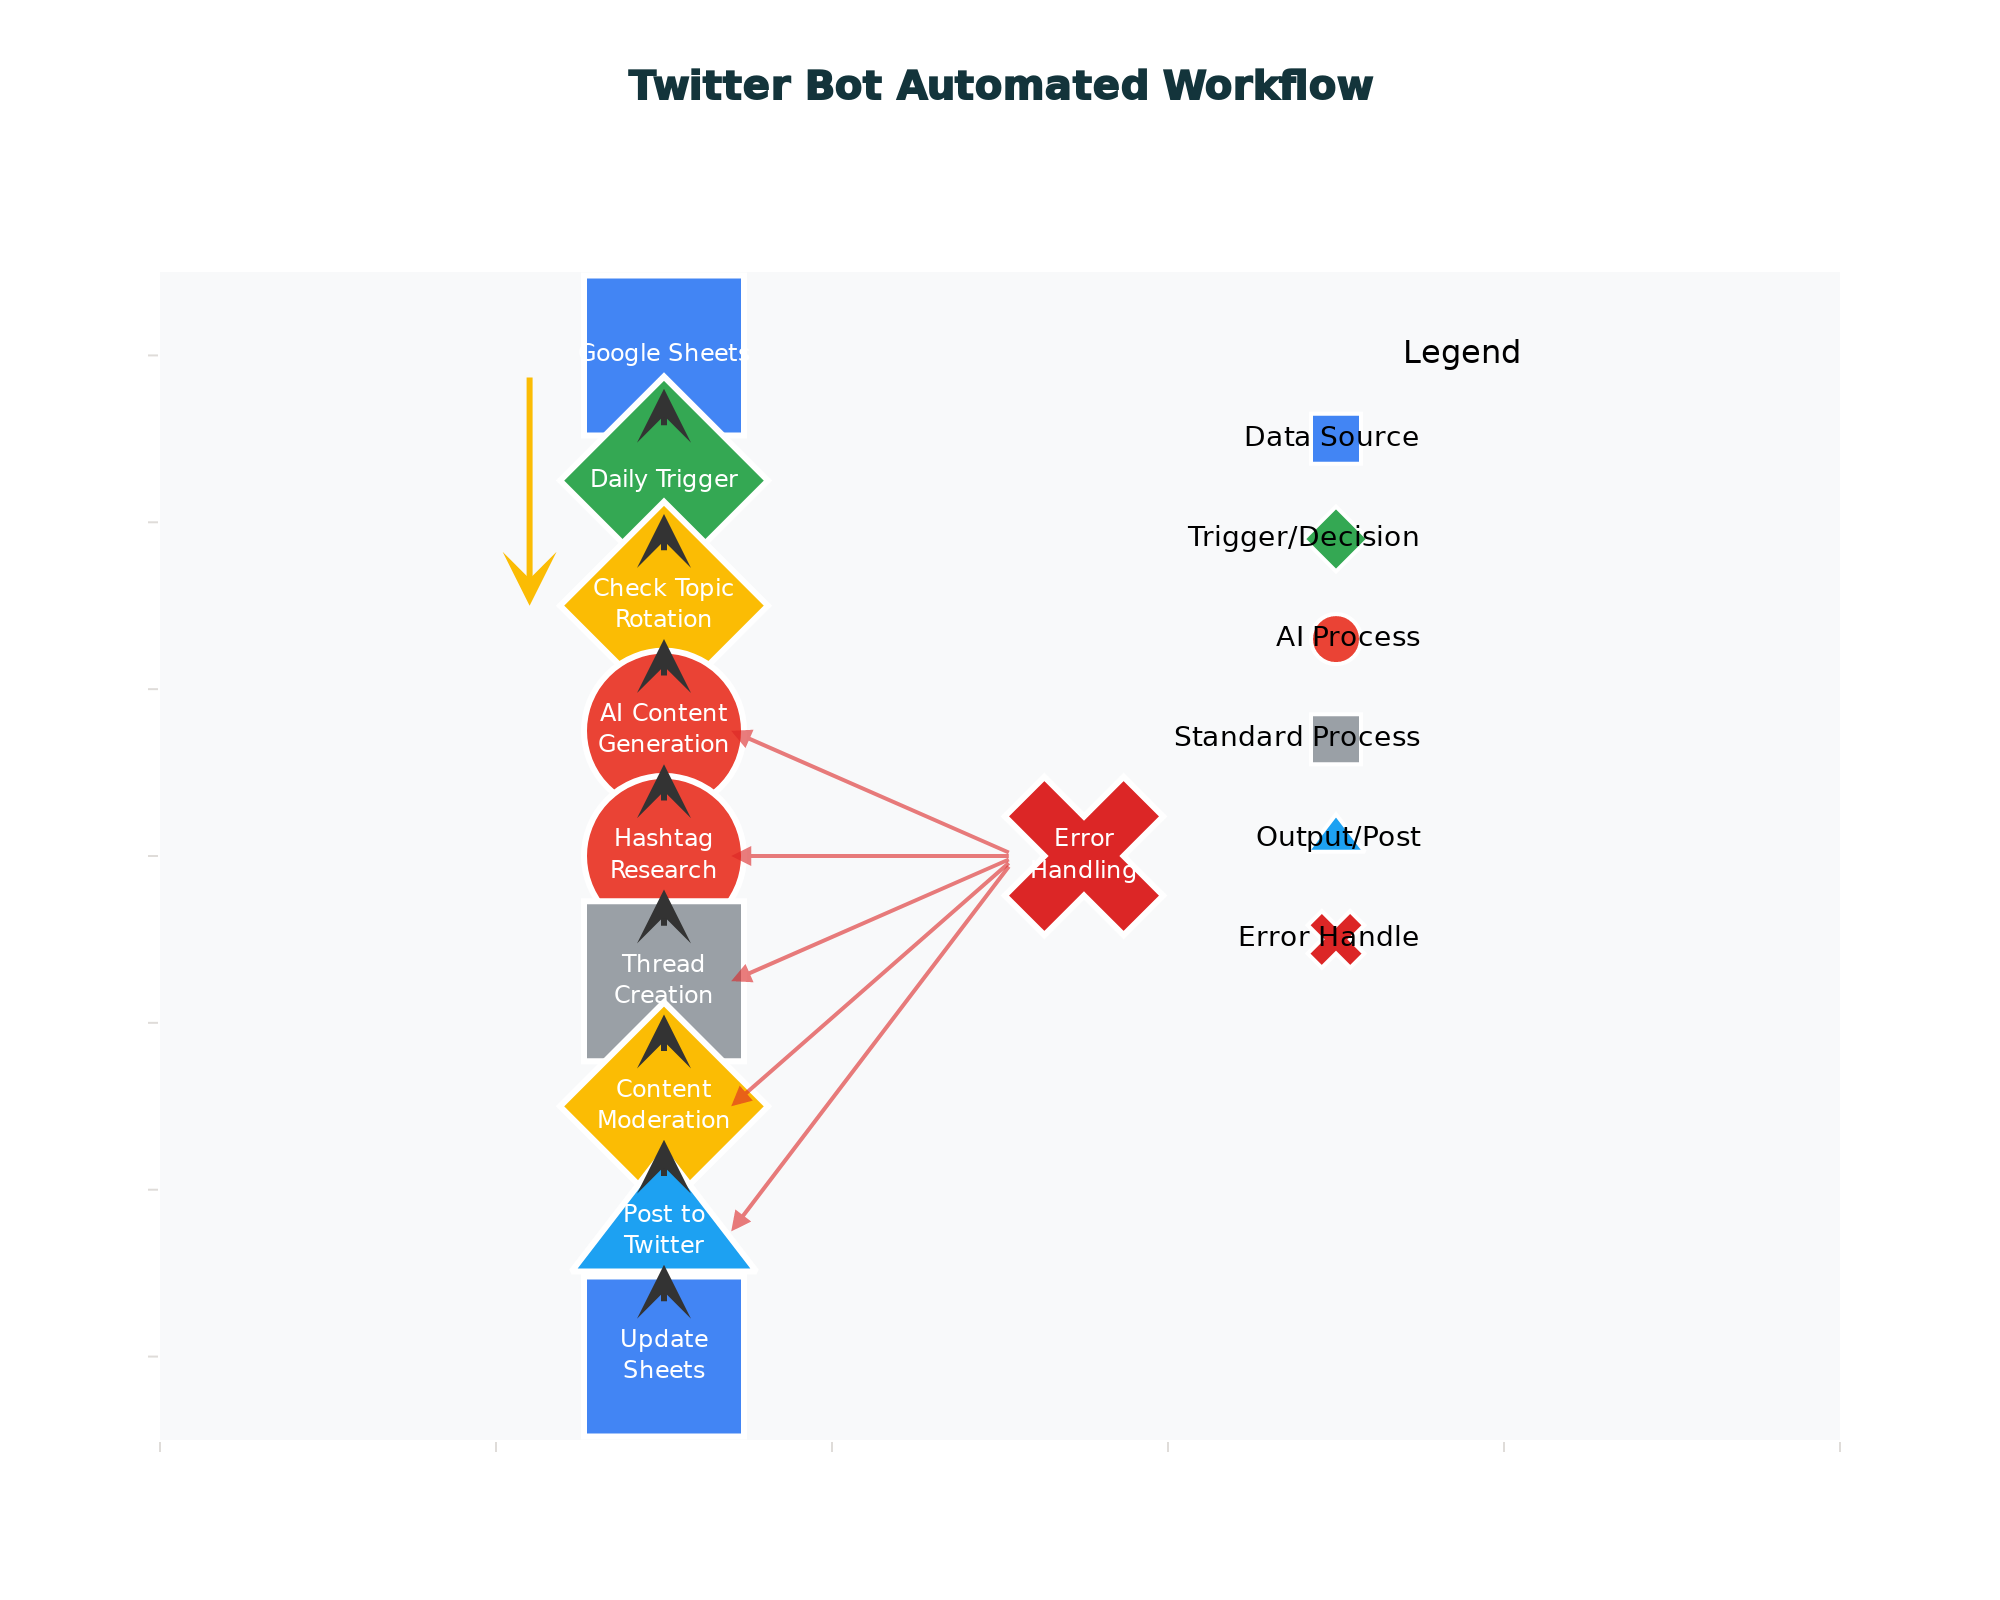 Twitter Bot Automated Workflow
Google Sheets
Daily Trigger
Check Topic
Rotation
AI Content
Generation
Hashtag
Research
Thread
Creation
Content
Moderation
Post to
Twitter
Update
Sheets
Error
Handling
Legend
Data Source
Trigger/Decision
AI Process
Standard Process
Output/Post
Error Handle